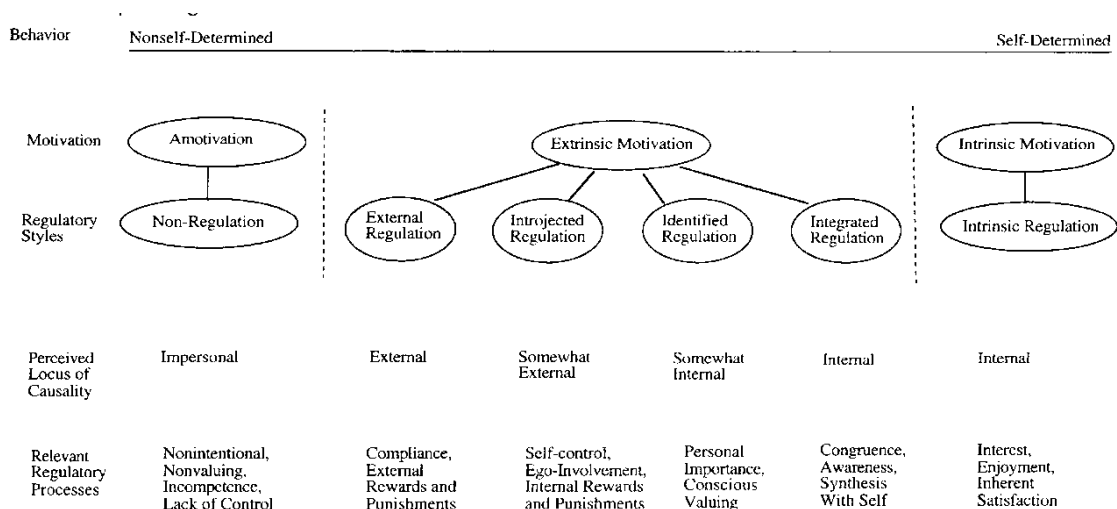 Behavior Nonself-Determined Self-Determined
Motivation Amotivation Extrinsic Motivation Intrinsic Motivation
Regulatory
Styles
Non-Regulation
External
Regulation
Introjected
Regulation
Identified
Regulation
Integrated
Regulation
Intrinsic Regulation
Perceived
Locus of
Causality
Impersonal
External
Somewhat
External
Somewhat
Internal
Internal
Internal
Relevant
Regulatory
Processes
Nonintentional,
Nonvaluing,
Incompetence,
Lack of Control
Compliance,
External
Rewards and
Punishments
Self-control,
Ego-Involvement,
Internal Rewards
and Punishments
Personal
Importance,
Conscious
Valuing
Congruence,
Awareness,
Synthesis
With Self
Interest,
Enjoyment,
Inherent
Satisfaction